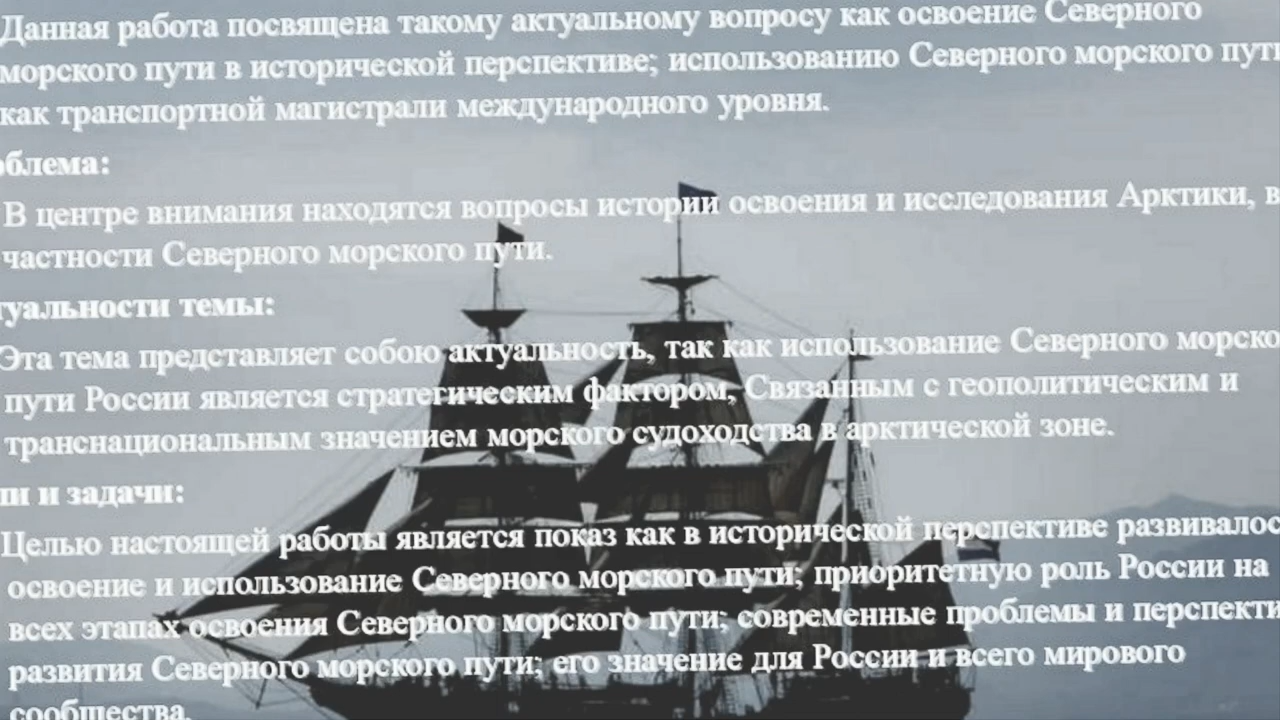 Данная работа посвящена такому актуальному вопросу как освоение Северного
морского пути в исторической перспективе; использованию Северного морского пути
как транспортной магистрали международного уровня.
облема:
В центре внимания находятся вопросы истории освоения и исследования Арктики, в
частности Северного морского пути.
туальности темы:
Эта тема представляет собою актуальность, так как использование Северного морско
пути России является стратегическим фактором, Связанным с геополитическим и
транснациональным значением морского судоходства в арктической зоне.
ли и задачи:
Целью настоящей работы является показ как в исторической перспективе развивалос
освоение и использование Северного морского пути; приоритетную роль России на
всех этапах освоения Северного морского пути; современные проблемы и перспекти
развития Северного морского пути; его значение для России и всего мирового
сообщества.